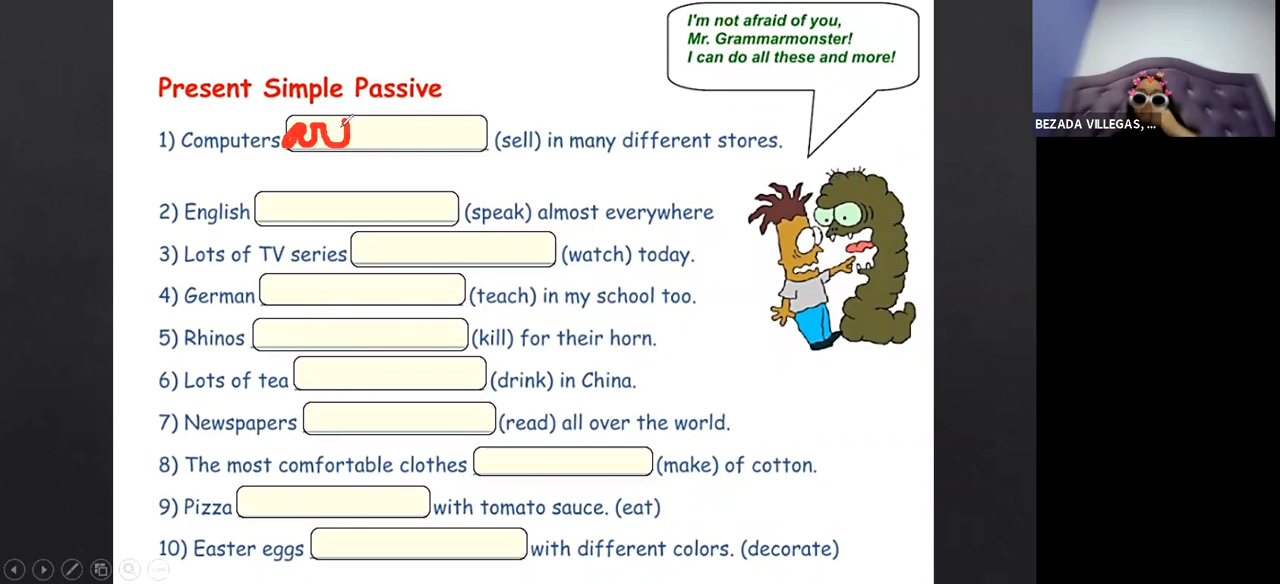 I'm not afraid of you,
Mr. Grammarmonster!
I can do all these and more!
Present Simple Passive
1) Computers (sell) in many different stores.
2) English (speak) almost everywhere
3) Lots of TV series (watch) today.
4) German (teach) in my school too.
5) Rhinos (kill) for their horn.
6) Lots of tea (drink) in China.
7) Newspapers (read) all over the world.
8) The most comfortable clothes (make) of cotton.
9) Pizza with tomato sauce. (eat)
10) Easter eggs with different colors. (decorate)
BEZADA VILLEGAS, ...